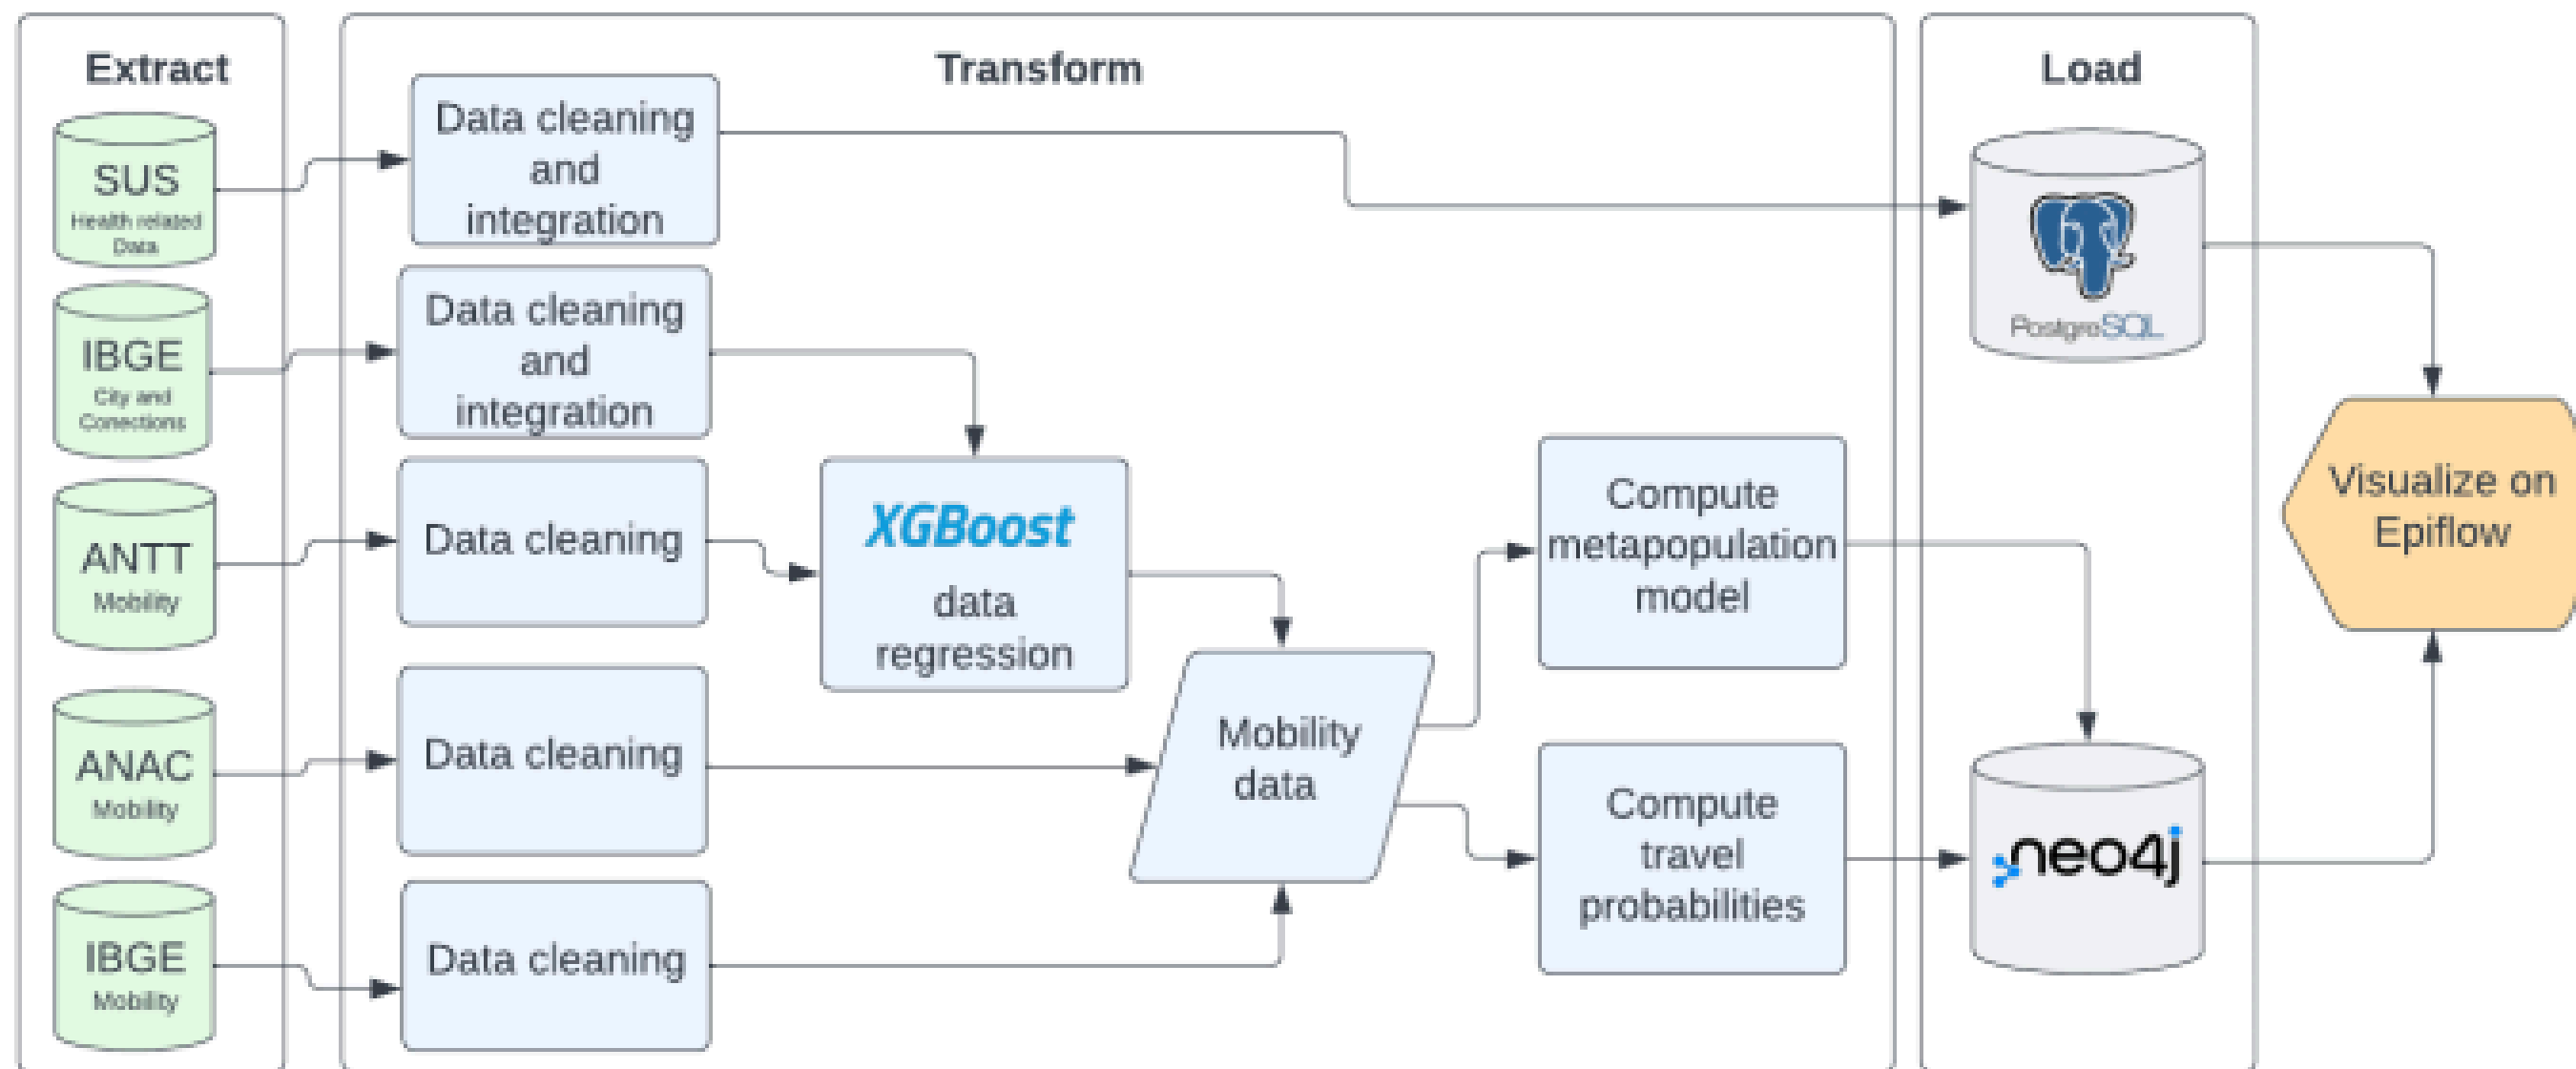 Extract
SUS
Health related
Data
IBGE
City and
Conections
ANTT
Mobility
ANAC
Mobility
IBGE
Mobility
Transform
Data cleaning
and
integration
Data cleaning
and
integration
Data cleaning
Data cleaning
Data cleaning
XGBoost
data
regression
Mobility
data
Compute
metapopulation
model
Compute
travel
probabilities
Load
PostgreSQL
neo4j
Visualize on
Epiflow